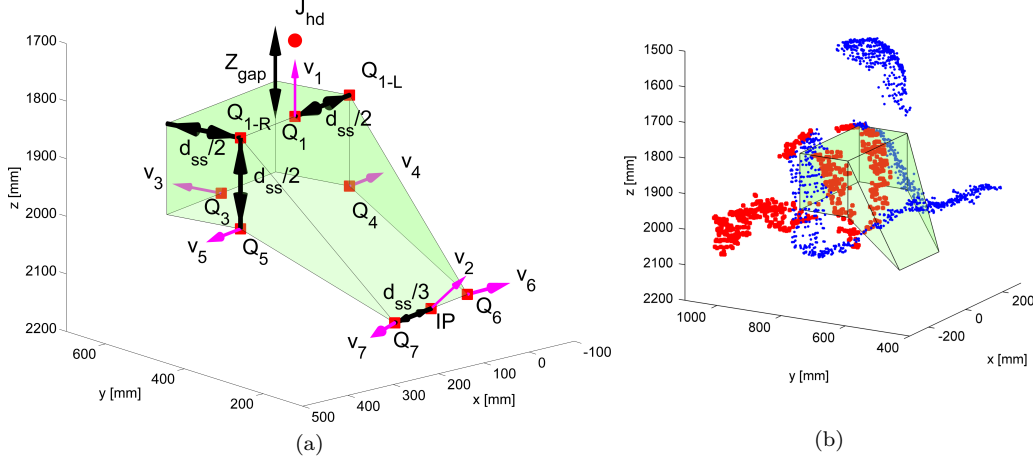 J_hd
1700
Z_gap
v_1
Q_1-L
1800
Q_1-R
Q_1
d_ss/2
d_ss/2
1900
v_3
d_ss/2
v_4
z [mm]
Q_3
Q_4
2000
v_5
Q_5
2100
v_2
v_6
d_ss/3
Q_6
IP
2200
v_7
Q_7
600
400
200
y [mm]
500
400
300
200
100
0
-100
x [mm]
(a)
1500
1600
1700
1800
z [mm]
1900
2000
2100
2200
1000
800
600
400
y [mm]
-200
0
200
x [mm]
(b)